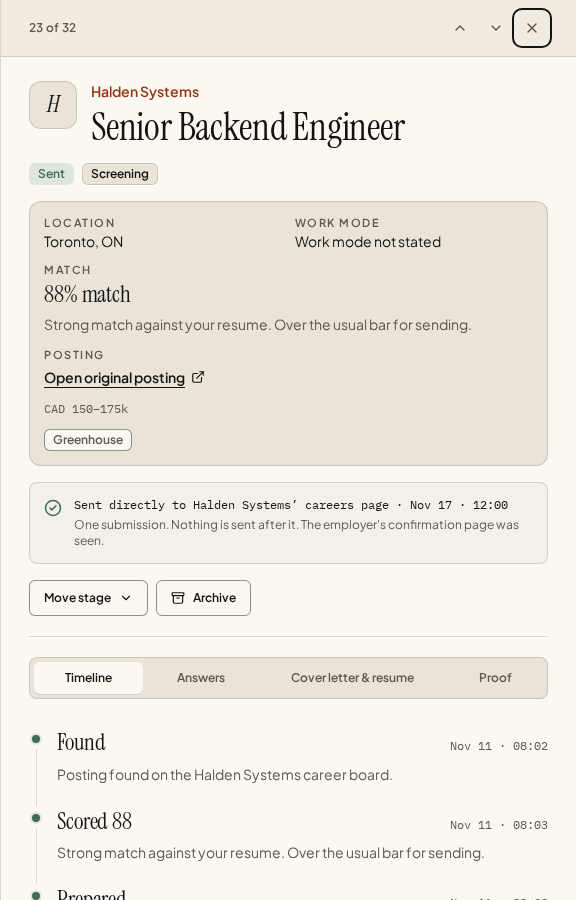 23 of 32
H
Halden Systems
Senior Backend Engineer
Sent
Screening
LOCATION
WORK MODE
Toronto, ON
Work mode not stated
MATCH
88% match
Strong match against your resume. Over the usual bar for sending.
POSTING
Open original posting
CAD 150–175k
Greenhouse
Sent directly to Halden Systems’ careers page · Nov 17 · 12:00
One submission. Nothing is sent after it. The employer's confirmation page was
seen.
Move stage
Archive
Timeline
Answers
Cover letter & resume
Proof
Found
Nov 11 · 08:02
Posting found on the Halden Systems career board.
Scored 88
Nov 11 · 08:03
Strong match against your resume. Over the usual bar for sending.
Prepared